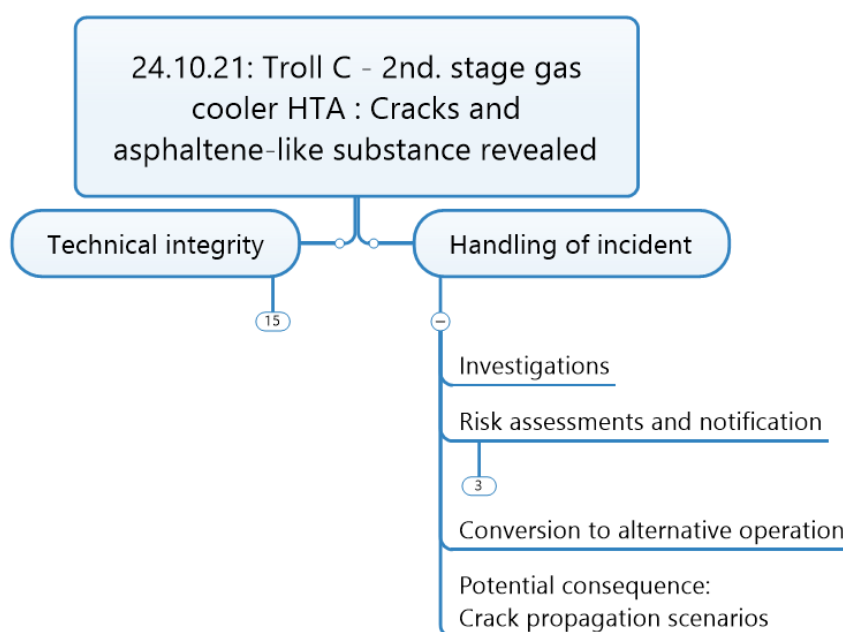 24.10.21: Troll C - 2nd. stage gas
cooler HTA : Cracks and
asphaltene-like substance revealed
Technical integrity
Handling of incident
15
Investigations
Risk assessments and notification
3
Conversion to alternative operation
Potential consequence:
Crack propagation scenarios